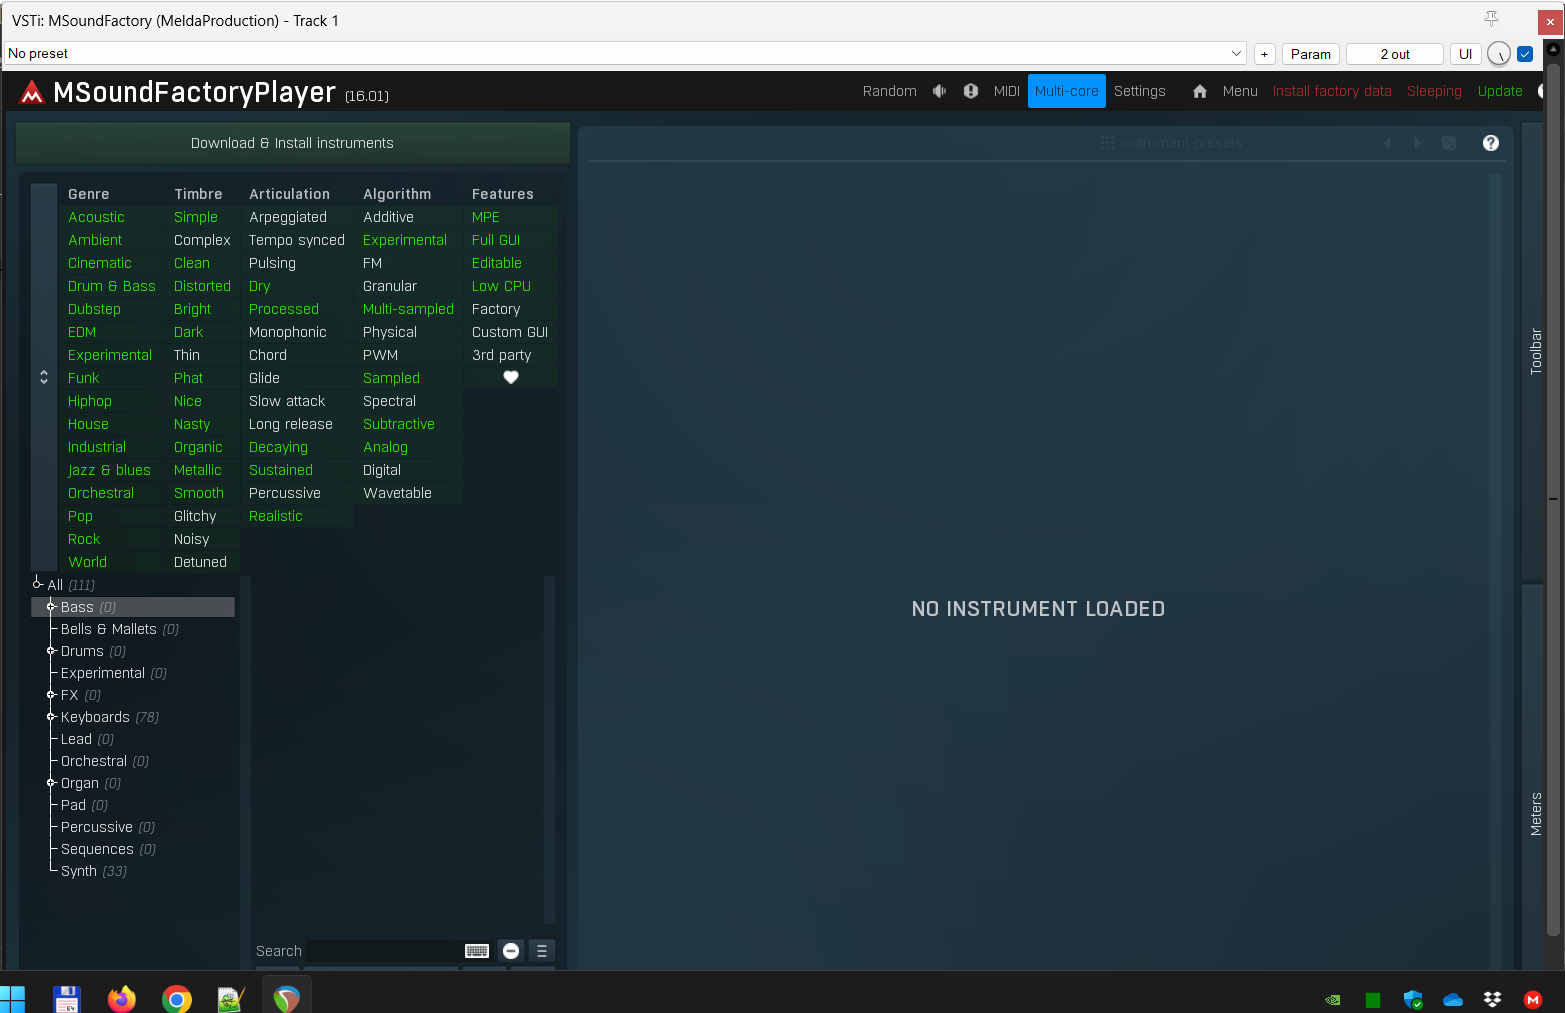 VSTi: MSoundFactory (MeldaProduction) - Track 1
No preset
+
Param
2 out
UI
MSoundFactoryPlayer (16.01)
Random
MIDI
Multi-core
Settings
Menu
Install factory data
Sleeping
Update
Download & Install instruments
Instrument presets
?
Genre Timbre Articulation Algorithm Features
Acoustic Simple Arpeggiated Additive MPE
Ambient Complex Tempo synced Experimental Full GUI
Cinematic Clean Pulsing FM Editable
Drum & Bass Distorted Dry Granular Low CPU
Dubstep Bright Processed Multi-sampled Factory
EDM Dark Monophonic Physical Custom GUI
Experimental Thin Chord PWM 3rd party
Funk Phat Glide Sampled
Hiphop Nice Slow attack Spectral
House Nasty Long release Subtractive
Industrial Organic Decaying Analog
Jazz & blues Metallic Sustained Digital
Orchestral Smooth Percussive Wavetable
Pop Glitchy Realistic
Rock Noisy
World Detuned
All (111)
Bass (0)
Bells & Mallets (0)
Drums (0)
Experimental (0)
FX (0)
Keyboards (78)
Lead (0)
Orchestral (0)
Organ (0)
Pad (0)
Percussive (0)
Sequences (0)
Synth (33)
Search
NO INSTRUMENT LOADED
Toolbar
Meters
64
M